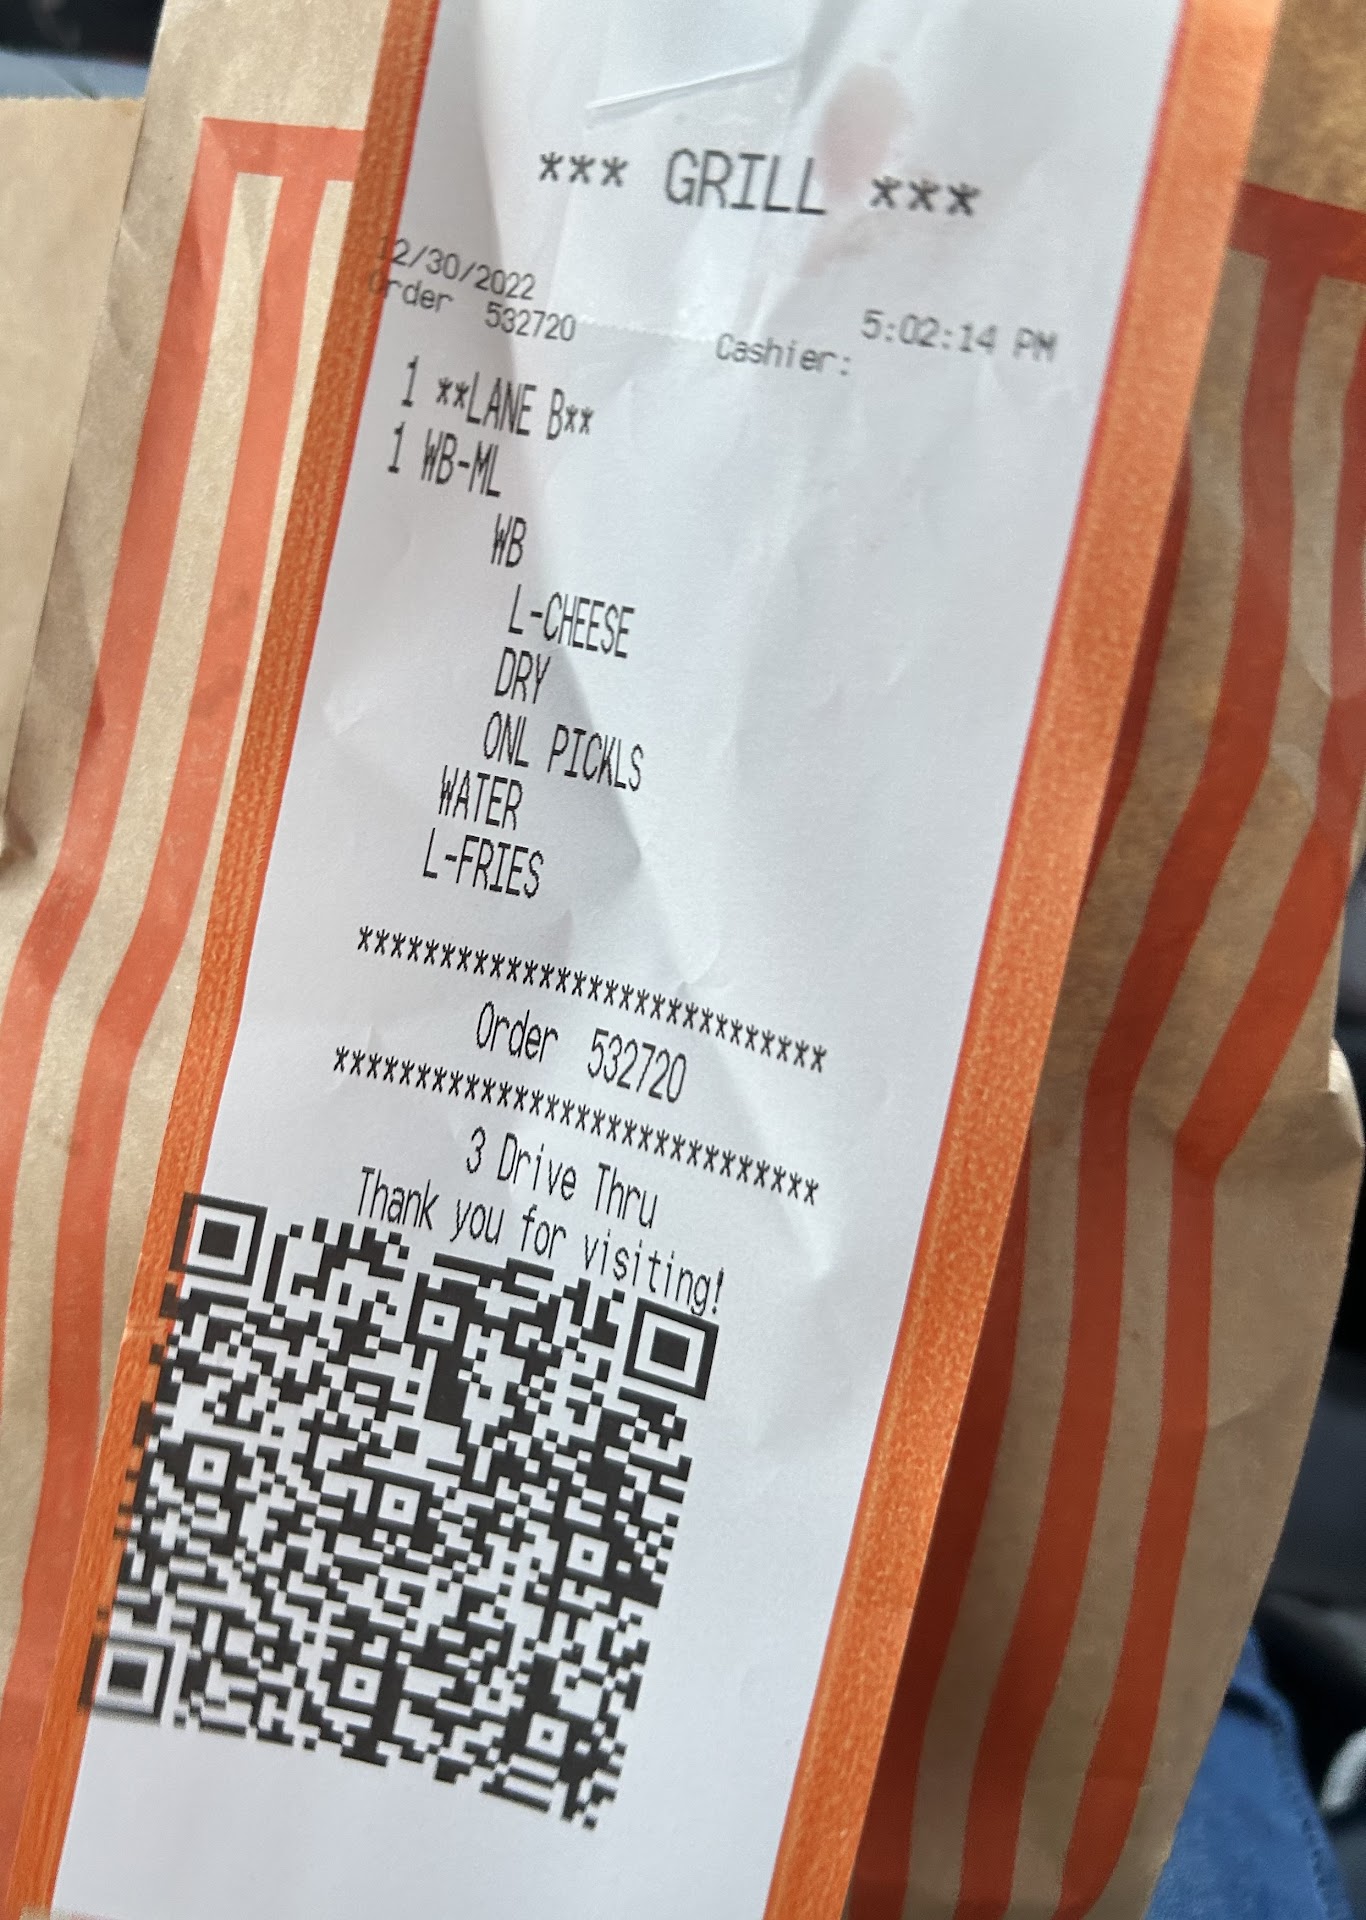 *** GRILL ***
12/30/2022 5:02:14 PM
Order 532720 Cashier:
1 **LANE B**
1 WB-ML
WB
L-CHEESE
DRY
ONL PICKLS
WATER
L-FRIES
*****************************
Order 532720
*****************************
3 Drive Thru
Thank you for visiting!